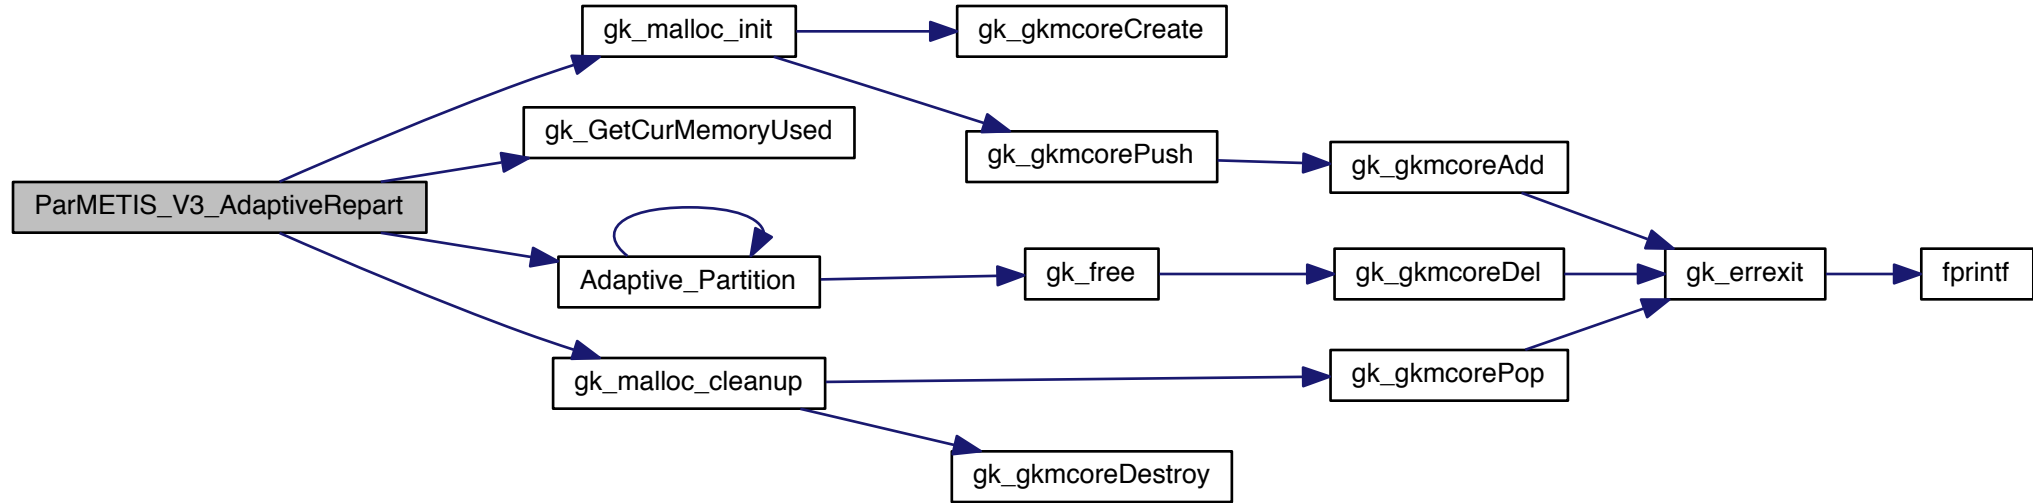 gk_malloc_init
gk_gkmcoreCreate
gk_GetCurMemoryUsed
gk_gkmcorePush
gk_gkmcoreAdd
ParMETIS_V3_AdaptiveRepart
Adaptive_Partition
gk_free
gk_gkmcoreDel
gk_errexit
fprintf
gk_malloc_cleanup
gk_gkmcorePop
gk_gkmcoreDestroy